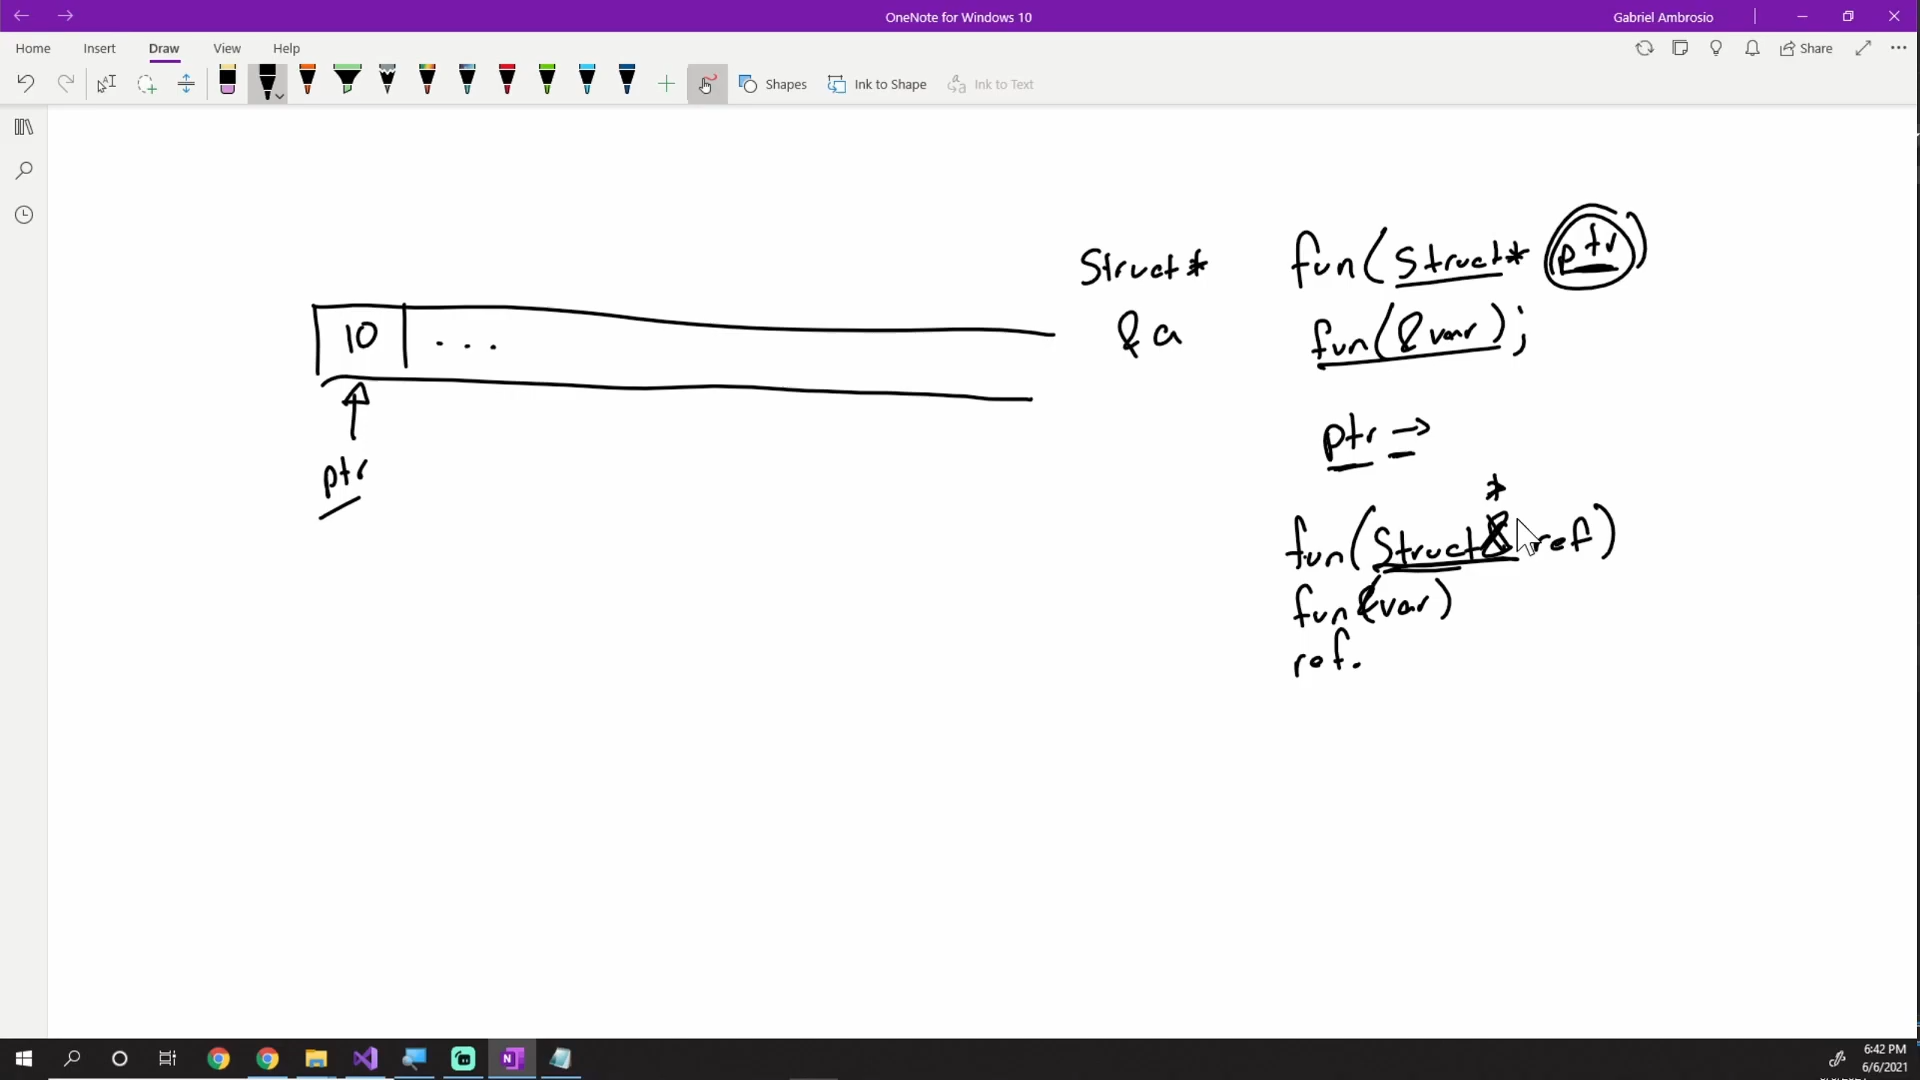 OneNote for Windows 10
Gabriel Ambrosio
Home Insert Draw View Help
Share
Shapes
Ink to Shape
Ink to Text
10 ...
ptr
Struct*
&a
fun(Struct* ptr)
fun(&var);
ptr ->
*
fun(Struct& ref)
fun(&var)
ref.
6:42 PM
6/6/2021